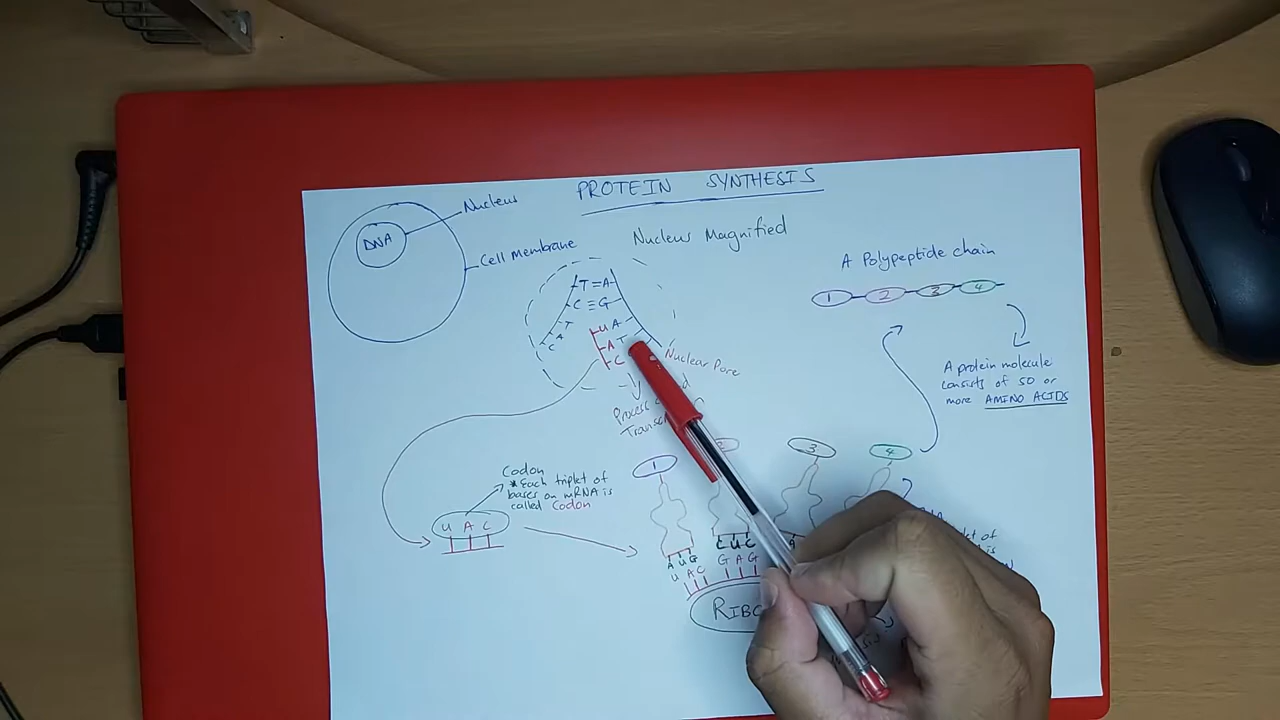 PROTEIN SYNTHESIS
Nucleus
DNA
Cell Membrane
Nucleus Magnified
T=A
C≡G
T
A
C
U A
A T
C
Nuclear Pore
Process
A Polypeptide chain
1 2 3 4
A protein molecule
consists of 50 or
more AMINO ACIDS
Codon
*Each triplet of
bases on mRNA is
called Codon
U A C
1 2 3 4
A U G
C U C
A
U A C
G A G